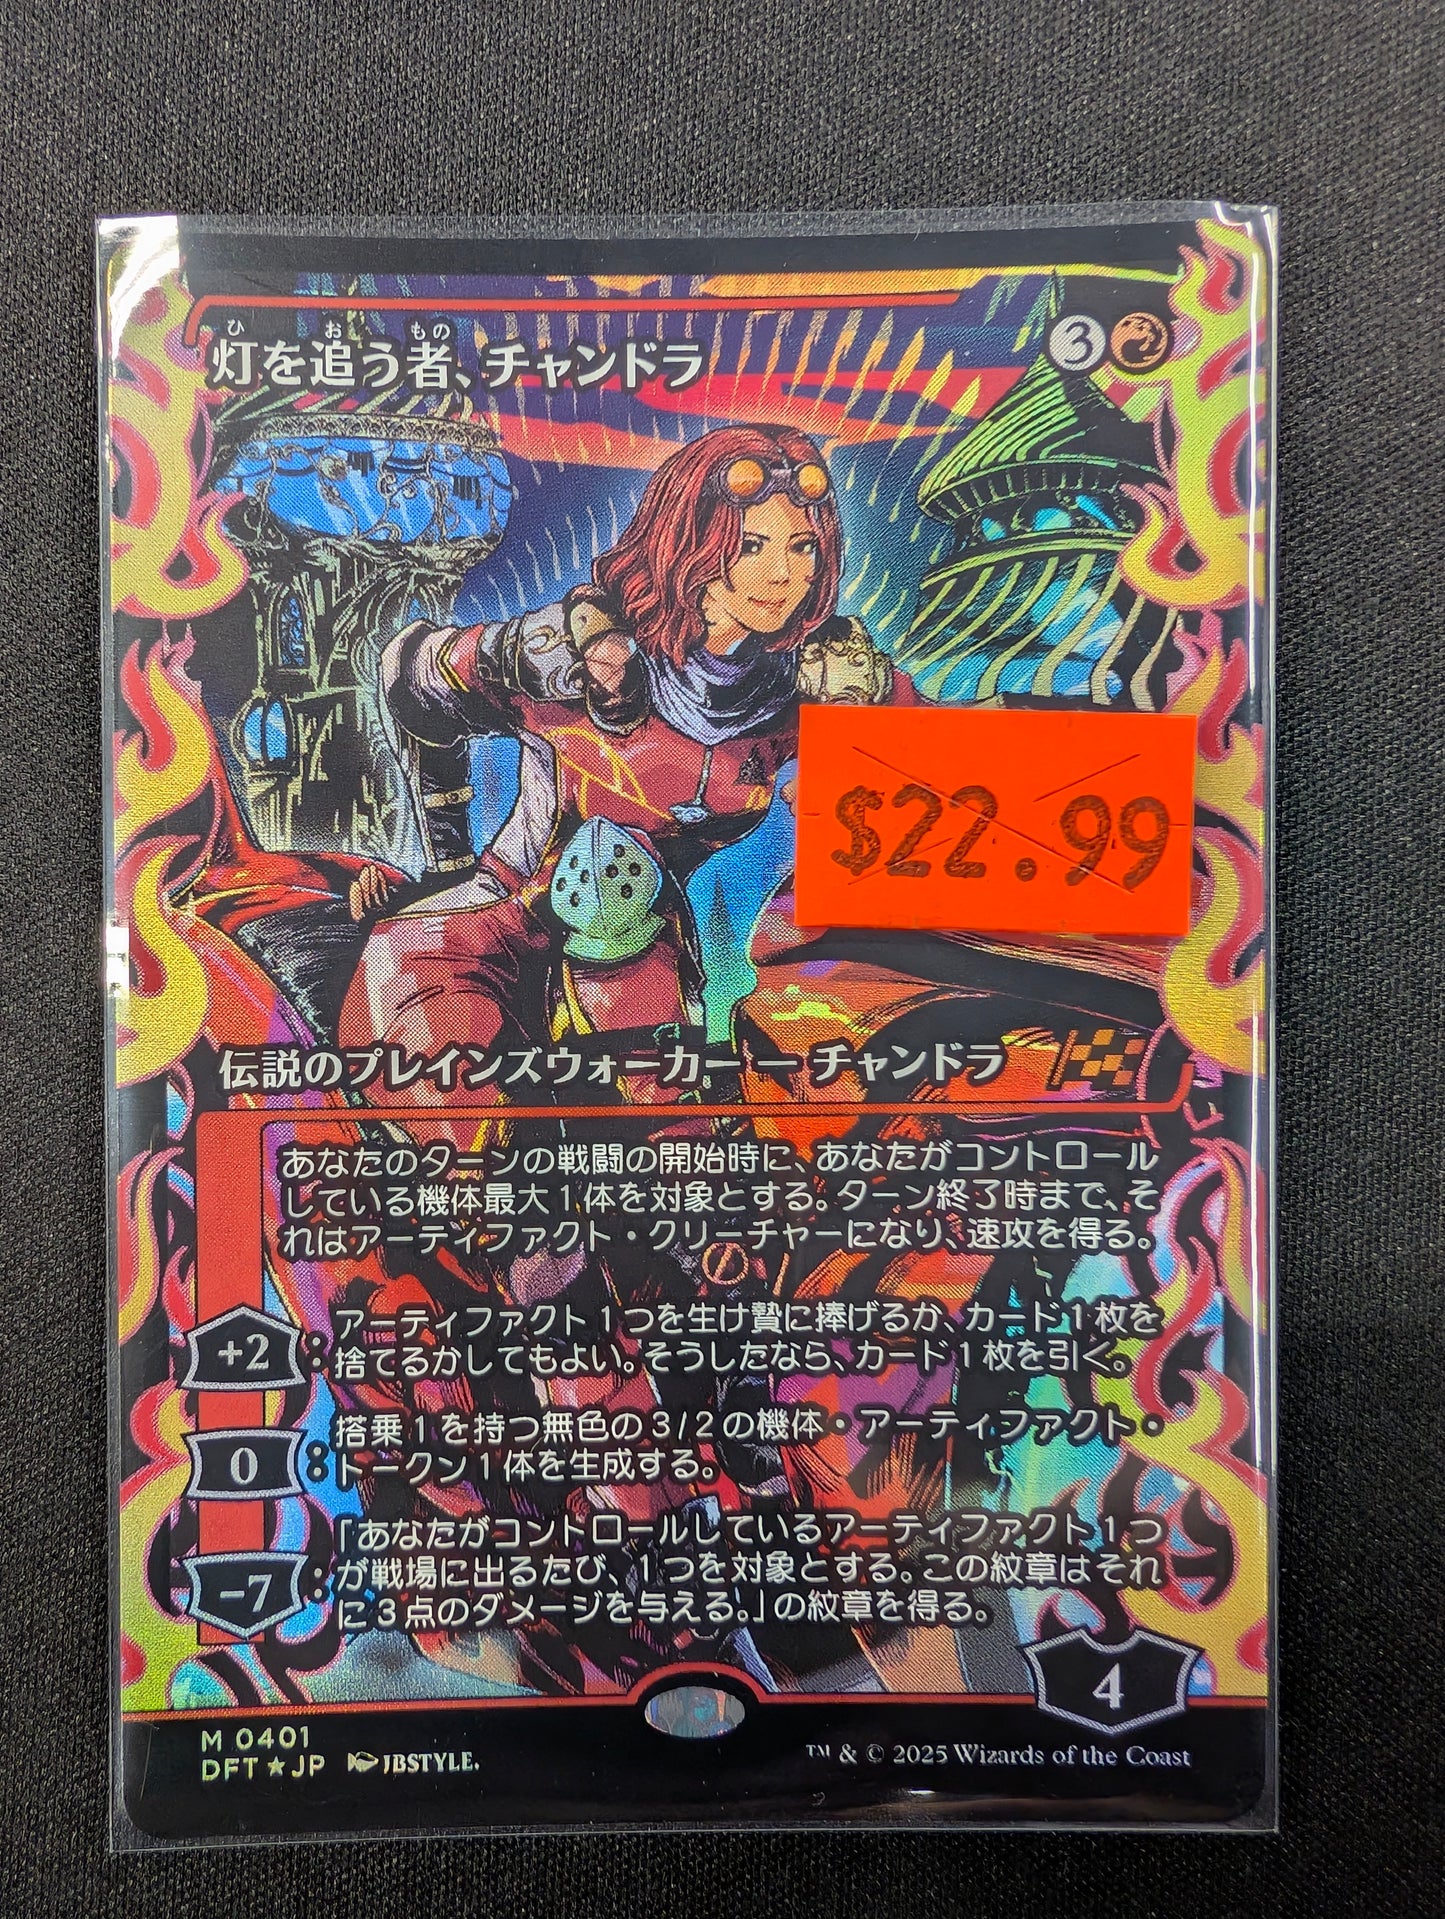 ひ お もの
灯を追う者、チャンドラ
3
$22.99
伝説のプレインズウォーカー — チャンドラ
あなたのターンの戦闘の開始時に、あなたがコントロール
している機体最大1体を対象とする。ターン終了時まで、そ
れはアーティファクト・クリーチャーになり、速攻を得る。
+2:アーティファクト1つを生け贄に捧げるか、カード1枚を
捨てるかしてもよい。そうしたなら、カード1枚を引く。
0:搭乗1を持つ無色の3/2の機体・アーティファクト・
トークン1体を生成する。
-7:「あなたがコントロールしているアーティファクト1つ
が戦場に出るたび、1つを対象とする。この紋章はそれ
に3点のダメージを与える。」の紋章を得る。
4
M 0401
DFT★JP JBSTYLE.
™ & © 2025 Wizards of the Coast